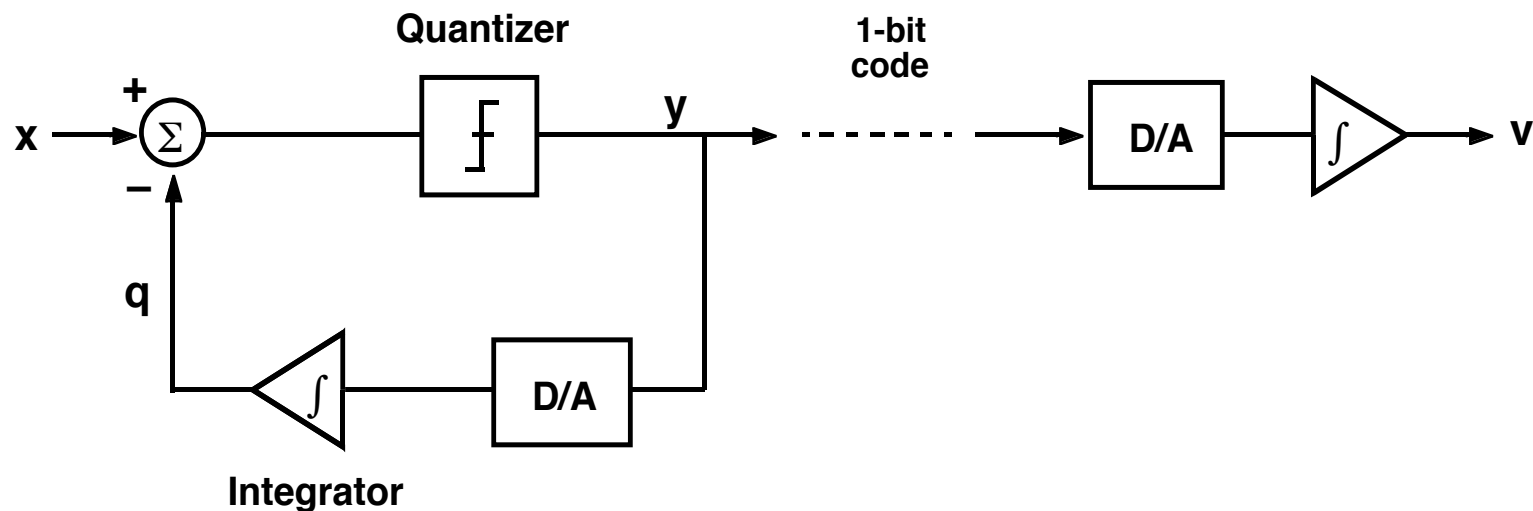 Quantizer
1-bit
code
+
x
Σ
y
D/A
∫
v
−
q
∫
D/A
Integrator